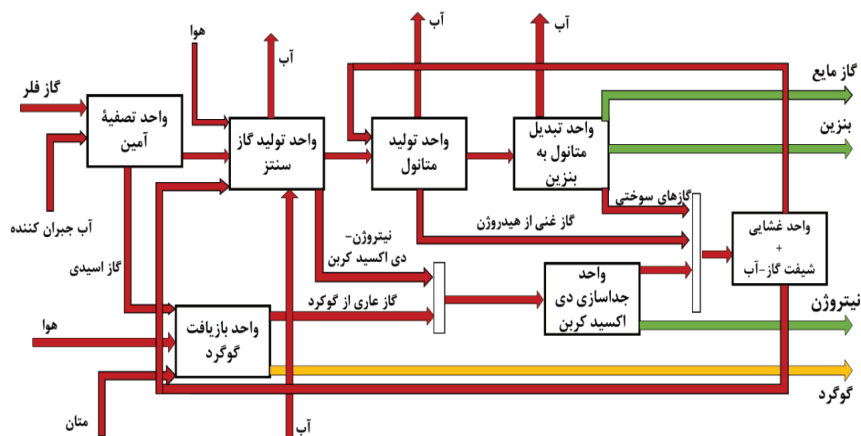 هوا
آب
آب
آب
گاز مایع
گاز فلر
واحد تصفیهٔ
آمین
واحد تولید گاز
سنتز
واحد تولید
متانول
واحد تبدیل
متانول به
بنزین
بنزین
آب جبران کننده
گاز اسیدی
نیتروژن-
دی اکسید کربن
گاز غنی از هیدروژن
گازهای سوختی
واحد غشایی
+
شیفت گاز-آب
گاز عاری از گوگرد
واحد
جداسازی دی
اکسید کربن
نیتروژن
هوا
واحد بازیافت
گوگرد
گوگرد
متان
آب